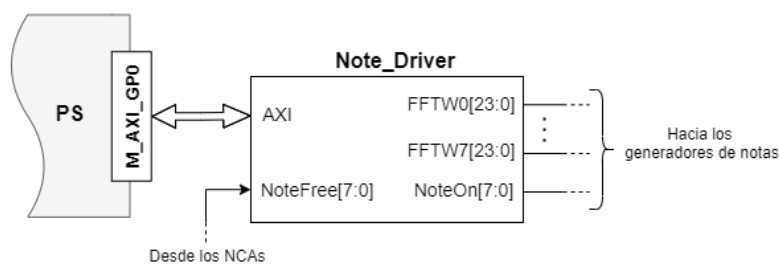 Note_Driver
PS
M_AXI_GP0
AXI
FFTW0[23:0]
FFTW7[23:0]
Hacia los
generadores de notas
NoteFree[7:0]
NoteOn[7:0]
Desde los NCAs